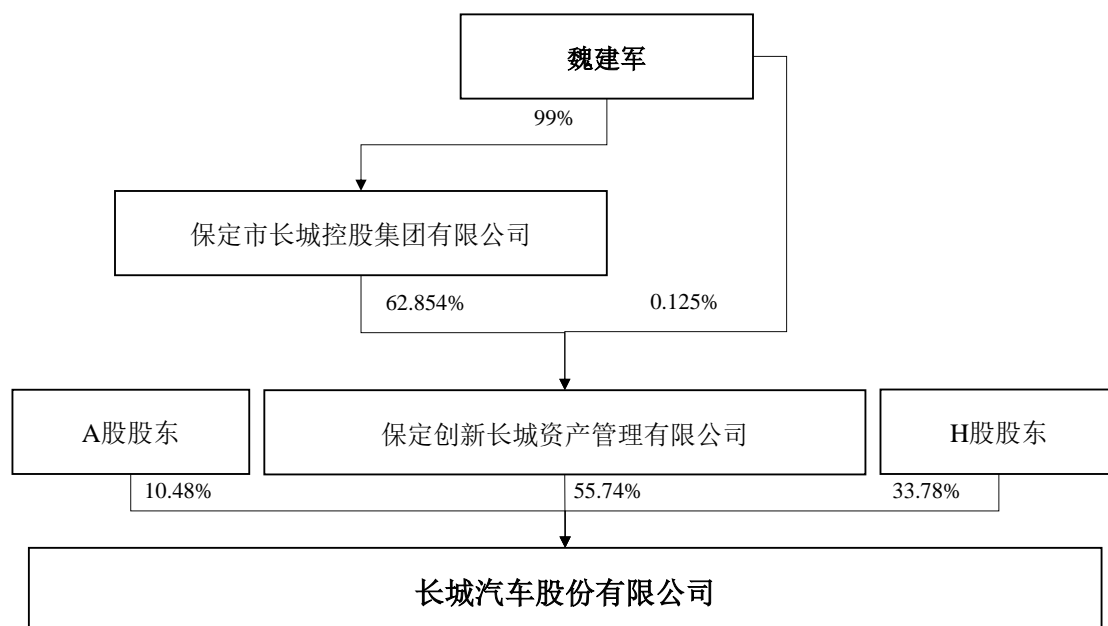 魏建军
99%
保定市长城控股集团有限公司
62.854%
0.125%
A股股东
保定创新长城资产管理有限公司
H股股东
10.48%
55.74%
33.78%
长城汽车股份有限公司